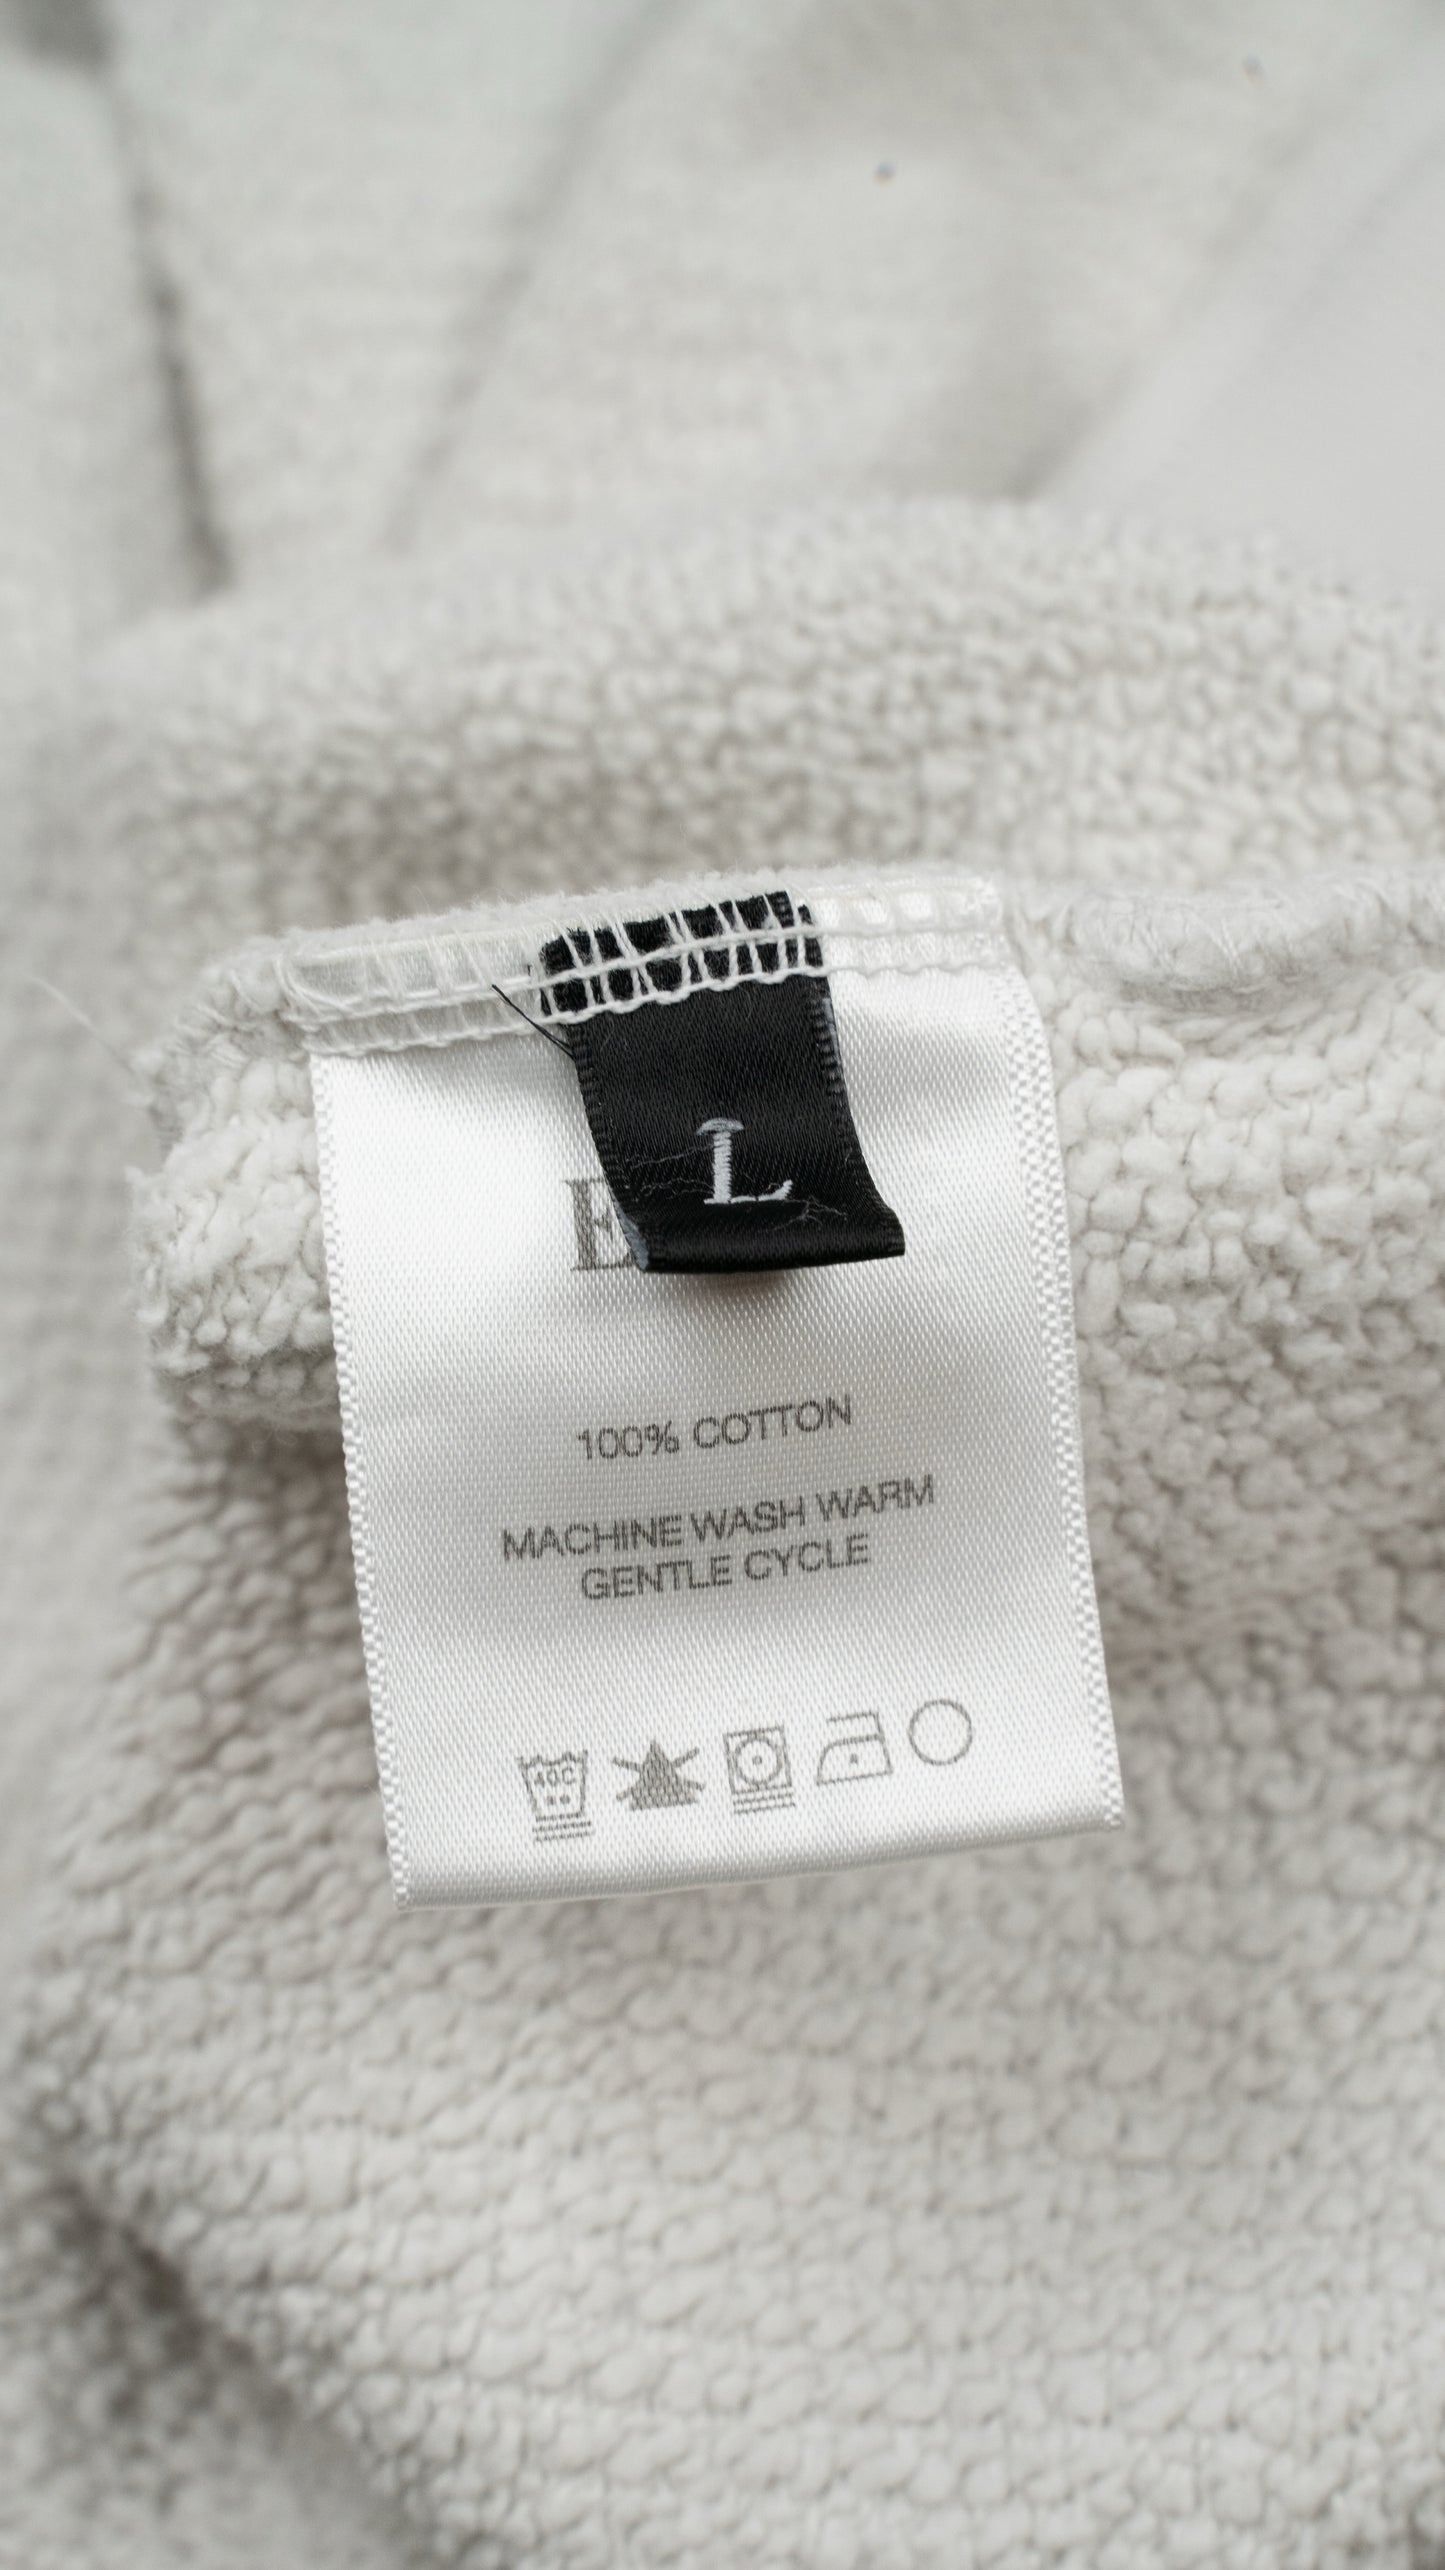 L
E
100% COTTON
MACHINE WASH WARM
GENTLE CYCLE
40C